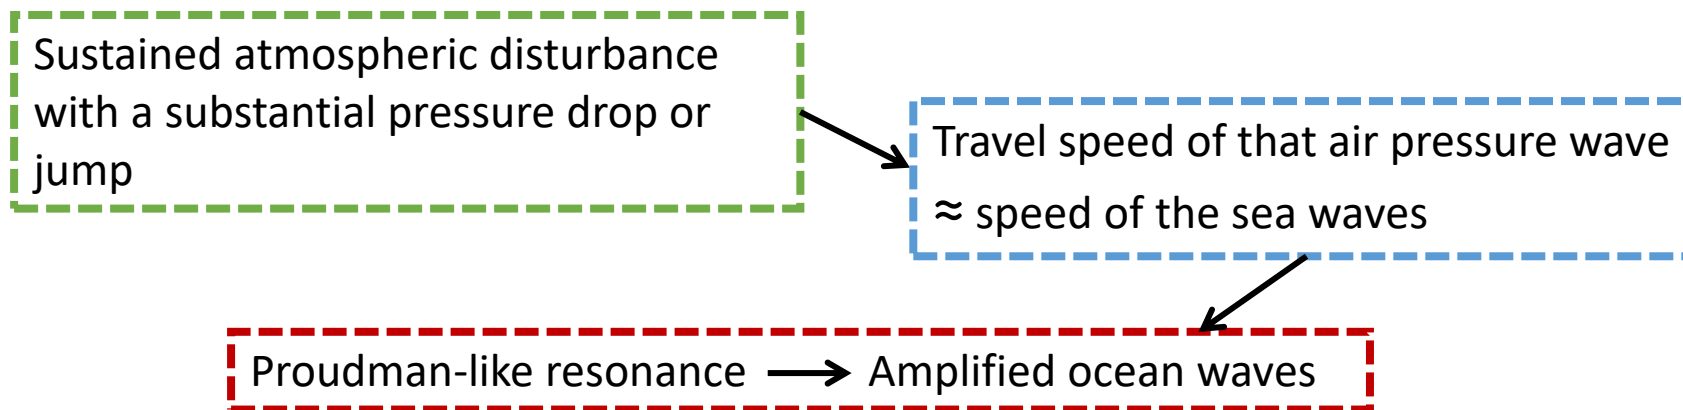 Sustained atmospheric disturbance
with a substantial pressure drop or
jump
Travel speed of that air pressure wave
≈ speed of the sea waves
Proudman-like resonance ⟶ Amplified ocean waves